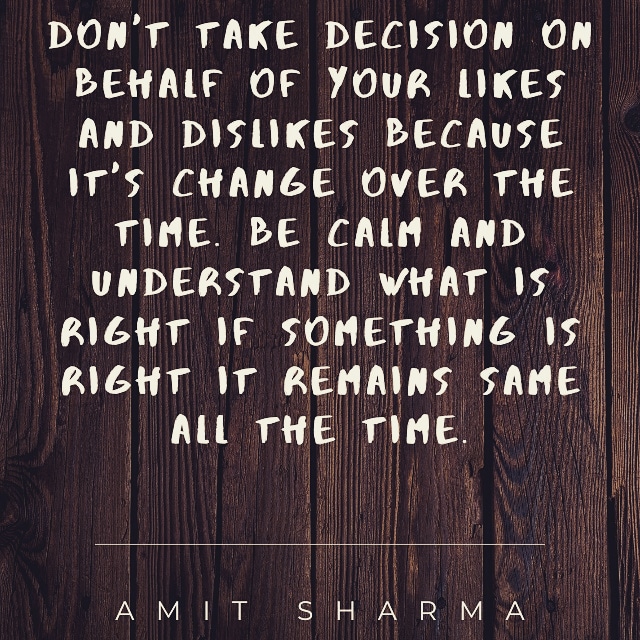 DON'T TAKE DECISION ON
BEHALF OF YOUR LIKES
AND DISLIKES BECAUSE
IT'S CHANGE OVER THE
TIME. BE CALM AND
UNDERSTAND WHAT IS
RIGHT IF SOMETHING IS
RIGHT IT REMAINS SAME
ALL THE TIME.
AMIT SHARMA